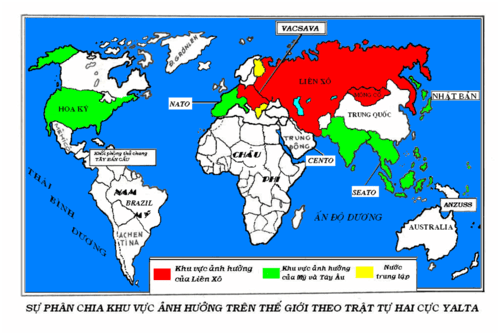 Đ.GRƠNLEN
VACSAVA
LIÊN XÔ
HOA KỲ
NATO
NHẬT BẢN
TRUNG QUỐC
TRUNG
ĐÔNG
CENTO
CHÂU
PHI
Khối phòng thủ chung
TÂY BÁN CẦU
SEATO
THÁI
BÌNH
DƯƠNG
NAM
MỸ
BRAZIL
ACHEN
TINA
ẤN ĐỘ DƯƠNG
ANZUSS
AUSTRALIA
Khu vực ảnh hưởng
của Liên Xô
Khu vực ảnh hưởng
của Mỹ và Tây Âu
Nước
trung lập
SỰ PHÂN CHIA KHU VỰC ẢNH HƯỞNG TRÊN THẾ GIỚI THEO TRẬT TỰ HAI CỰC YALTA